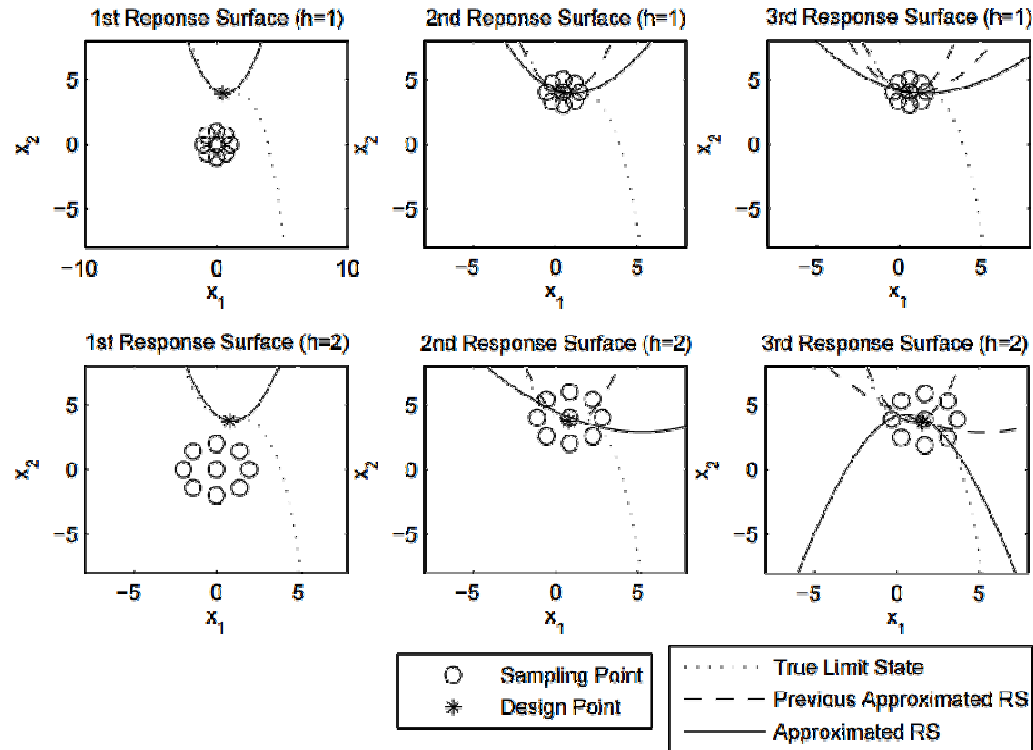 1st Reponse Surface (h=1)
2nd Reponse Surface (h=1)
3rd Response Surface (h=1)
x2
5
0
−5
−10
0
10
x1
x2
5
0
−5
−5
0
5
x1
x2
5
0
−5
−5
0
5
x1
1st Response Surface (h=2)
2nd Response Surface (h=2)
3rd Response Surface (h=2)
x2
5
0
−5
−5
0
5
x1
x2
5
0
−5
−5
0
5
x1
x2
5
0
−5
−5
0
5
x1
Sampling Point
Design Point
True Limit State
Previous Approximated RS
Approximated RS